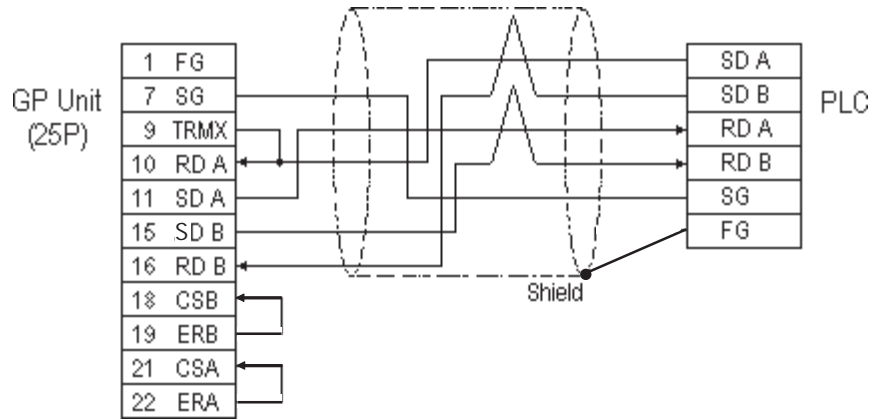 GP Unit
(25P)
1 FG
7 SG
9 TRMX
10 RD A
11 SD A
15 SD B
16 RD B
18 CSB
19 ERB
21 CSA
22 ERA
Shield
SD A
SD B
RD A
RD B
SG
FG
PLC